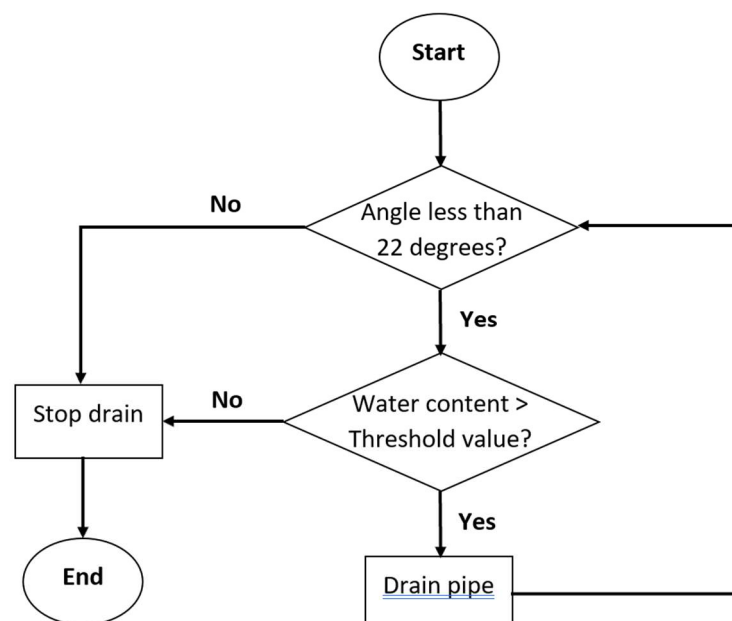 Start
No
Angle less than
22 degrees?
Yes
Stop drain
No
Water content >
Threshold value?
Yes
End
Drain pipe